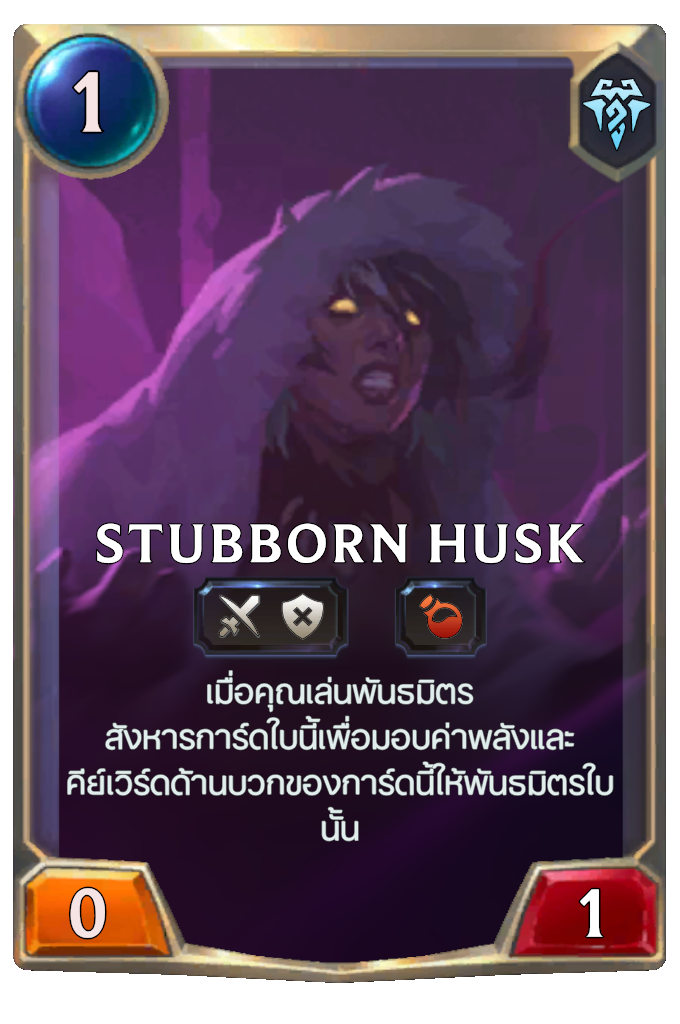 1
STUBBORN HUSK
เมื่อคุณเล่นพันธมิตร
สังหารการ์ดใบนี้เพื่อมอบค่าพลังและ
คีย์เวิร์ดด้านบวกของการ์ดนี้ให้พันธมิตรใบ
นั้น
0
1